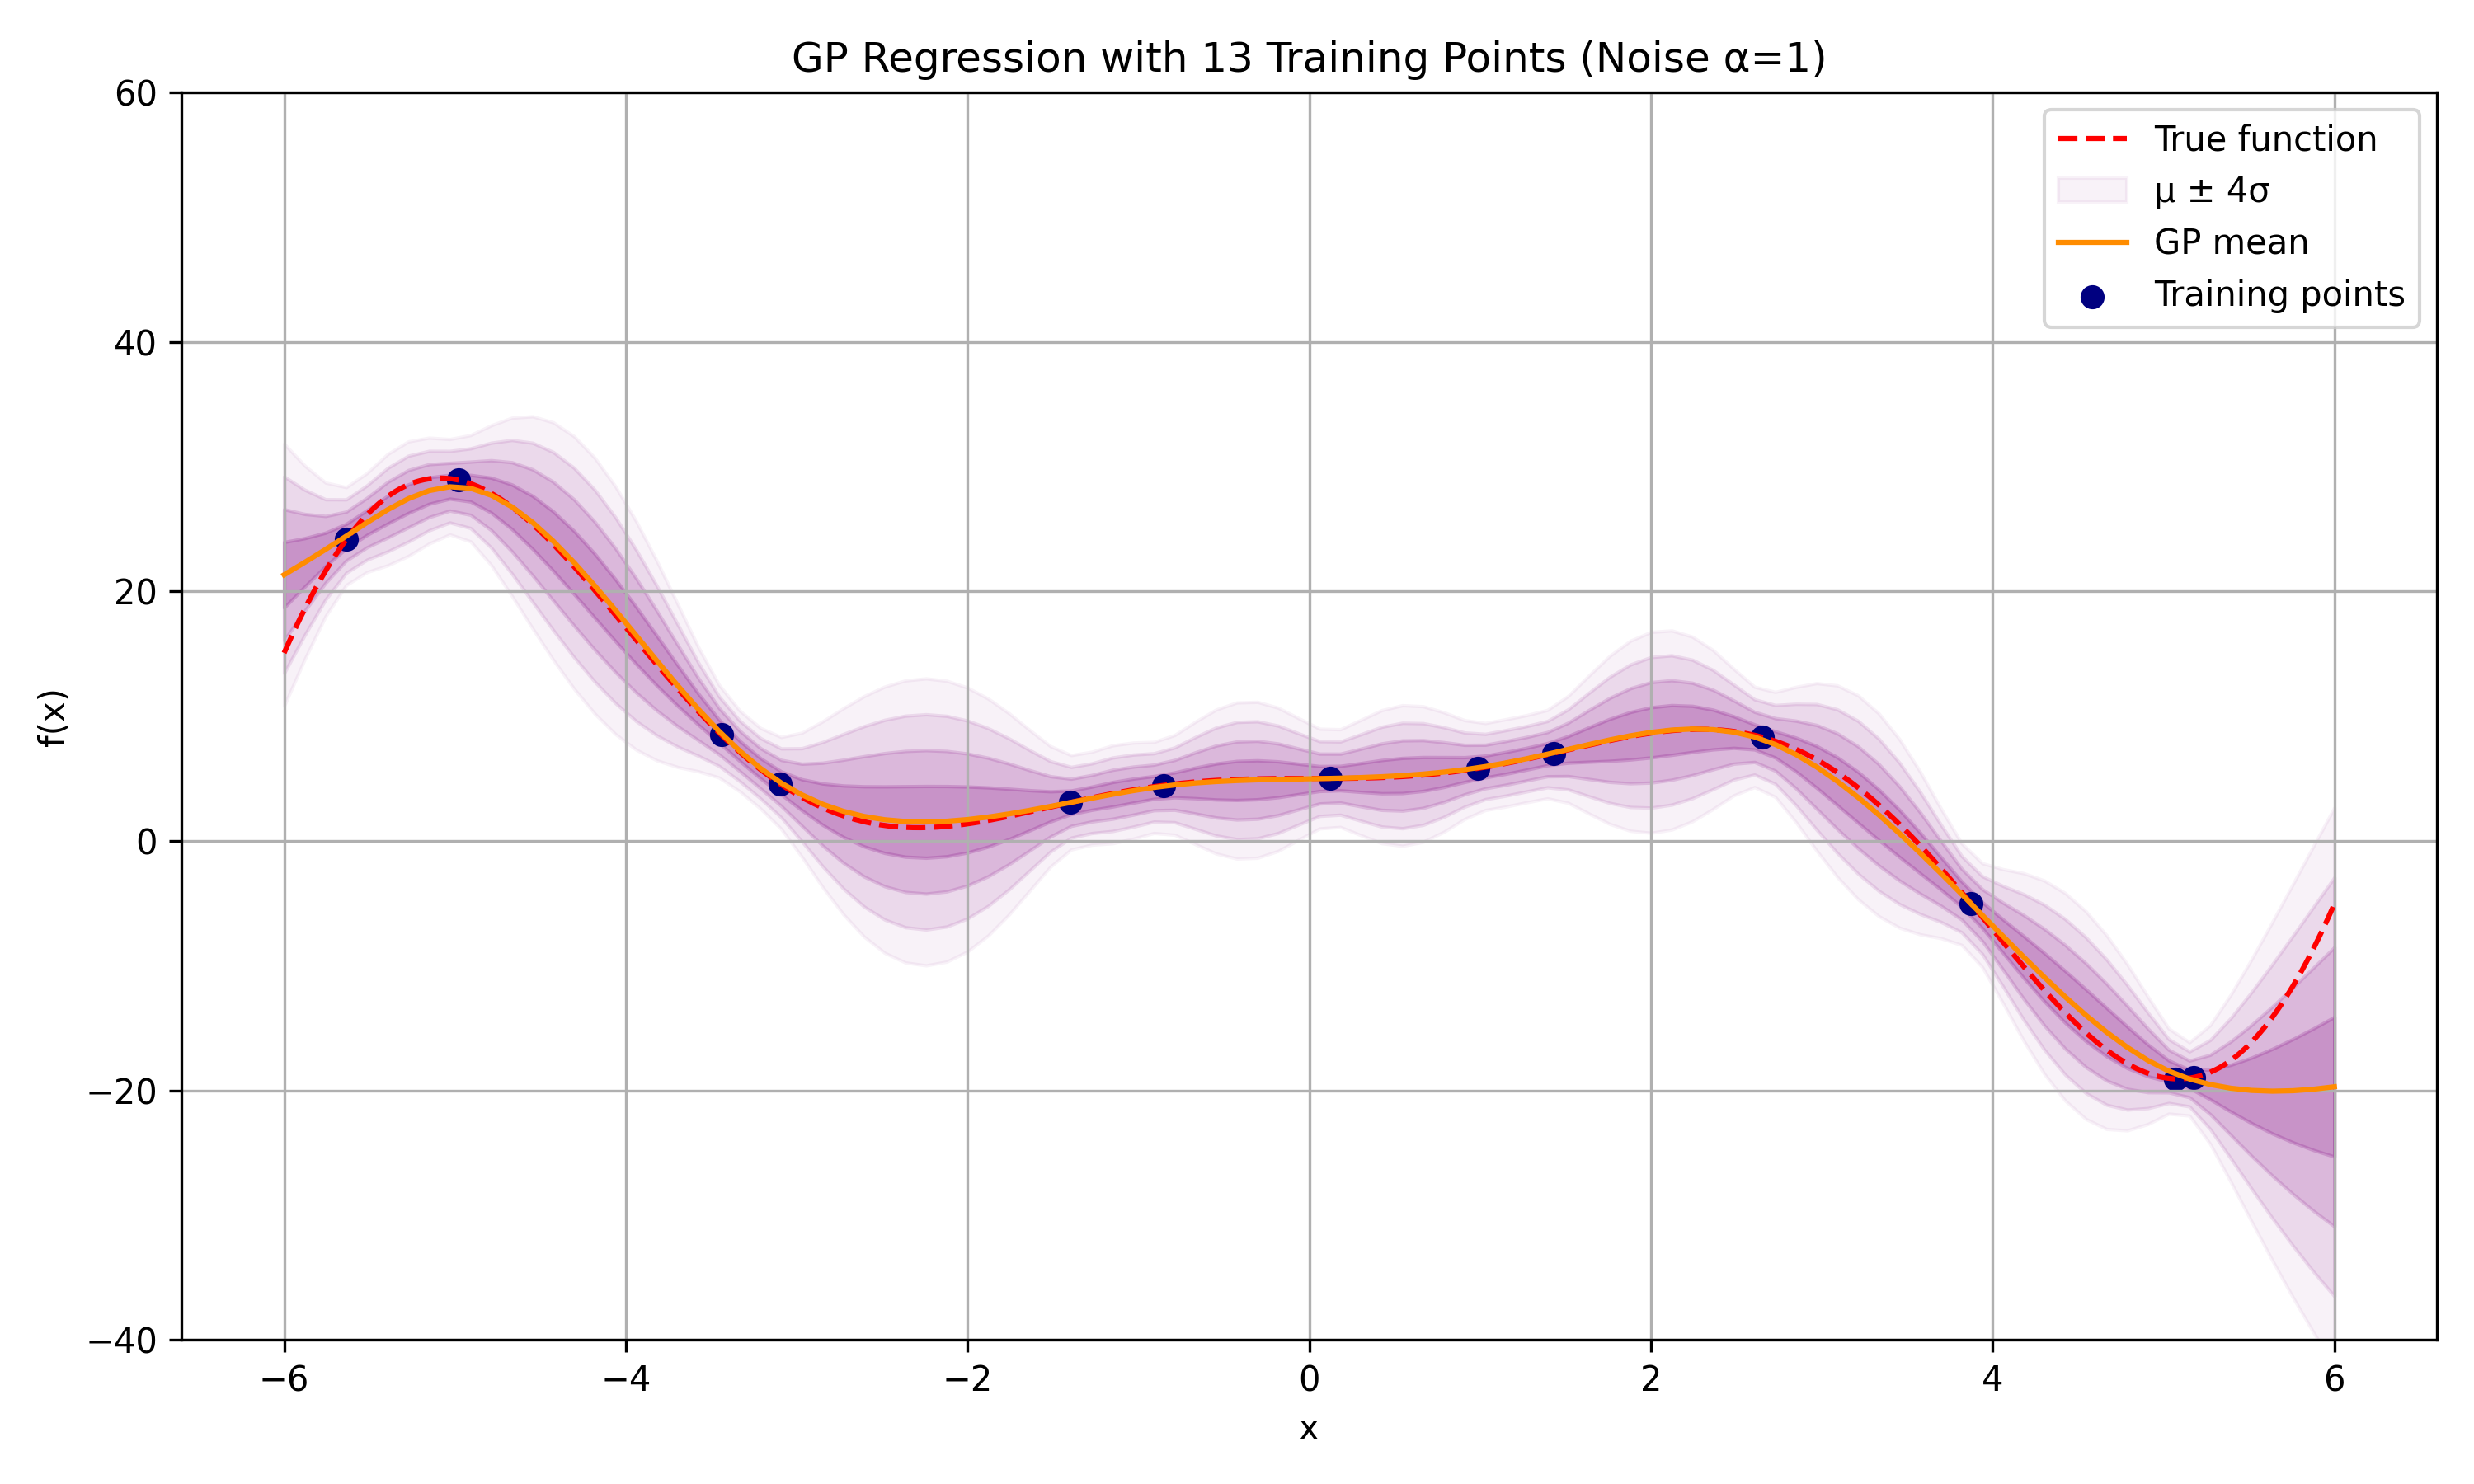 GP Regression with 13 Training Points (Noise α=1)
60
40
20
0
−20
−40
f(x)
True function
μ ± 4σ
GP mean
Training points
−6
−4
−2
0
2
4
6
x